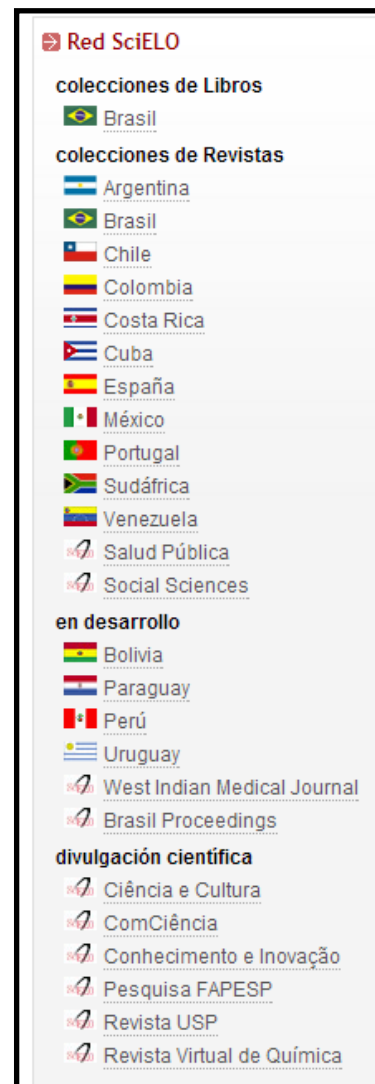 Red SciELO
colecciones de Libros
Brasil
colecciones de Revistas
Argentina
Brasil
Chile
Colombia
Costa Rica
Cuba
España
México
Portugal
Sudáfrica
Venezuela
Salud Pública
Social Sciences
en desarrollo
Bolivia
Paraguay
Perú
Uruguay
West Indian Medical Journal
Brasil Proceedings
divulgación científica
Ciência e Cultura
ComCiência
Conhecimento e Inovação
Pesquisa FAPESP
Revista USP
Revista Virtual de Química